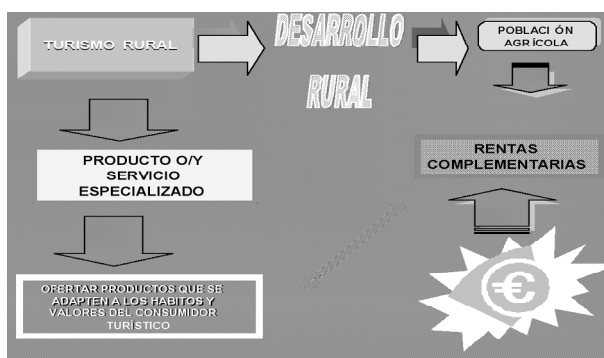 TURISMO RURAL
DESARROLLO
RURAL
POBLACI ÓN
AGRÍCOLA
PRODUCTO O/Y
SERVICIO
ESPECIALIZADO
RENTAS
COMPLEMENTARIAS
OFERTAR PRODUCTOS QUE SE
ADAPTEN A LOS HABITOS Y
VALORES DEL CONSUMIDOR
TURÍSTICO
€